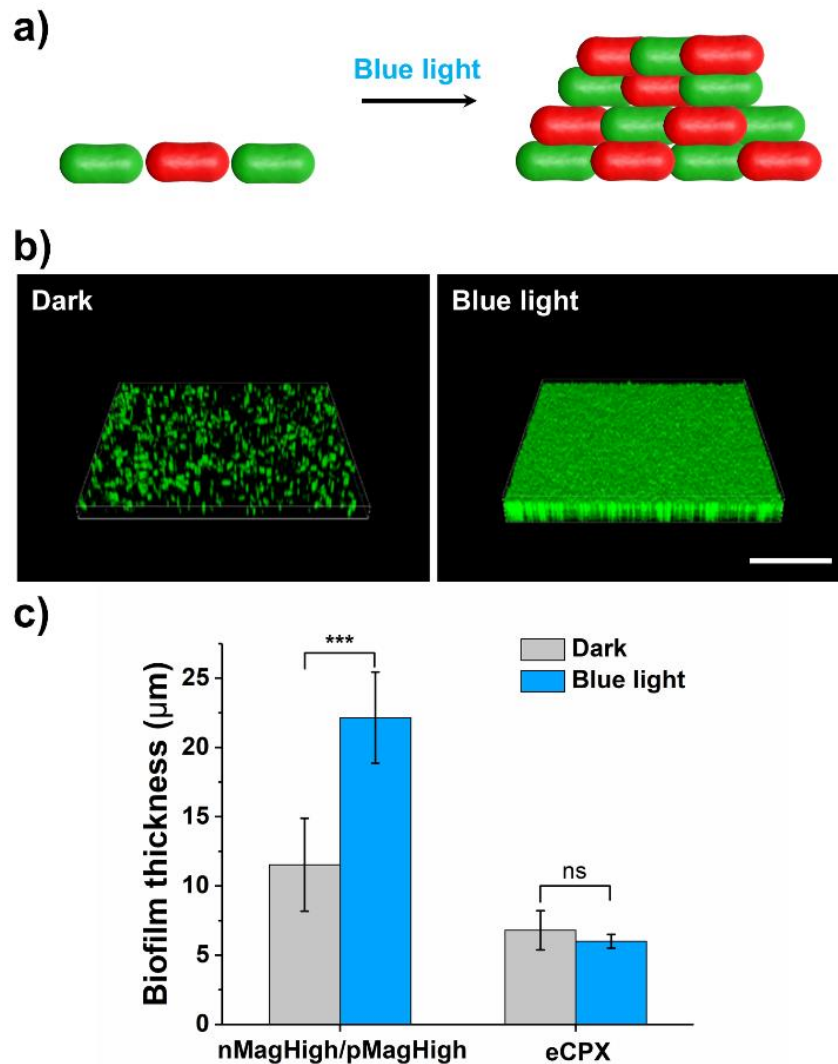 a)
Blue light
b)
Dark
Blue light
c)
***
Dark
Blue light
ns
Biofilm thickness (μm)
25
20
15
10
5
0
nMagHigh/pMagHigh
eCPX